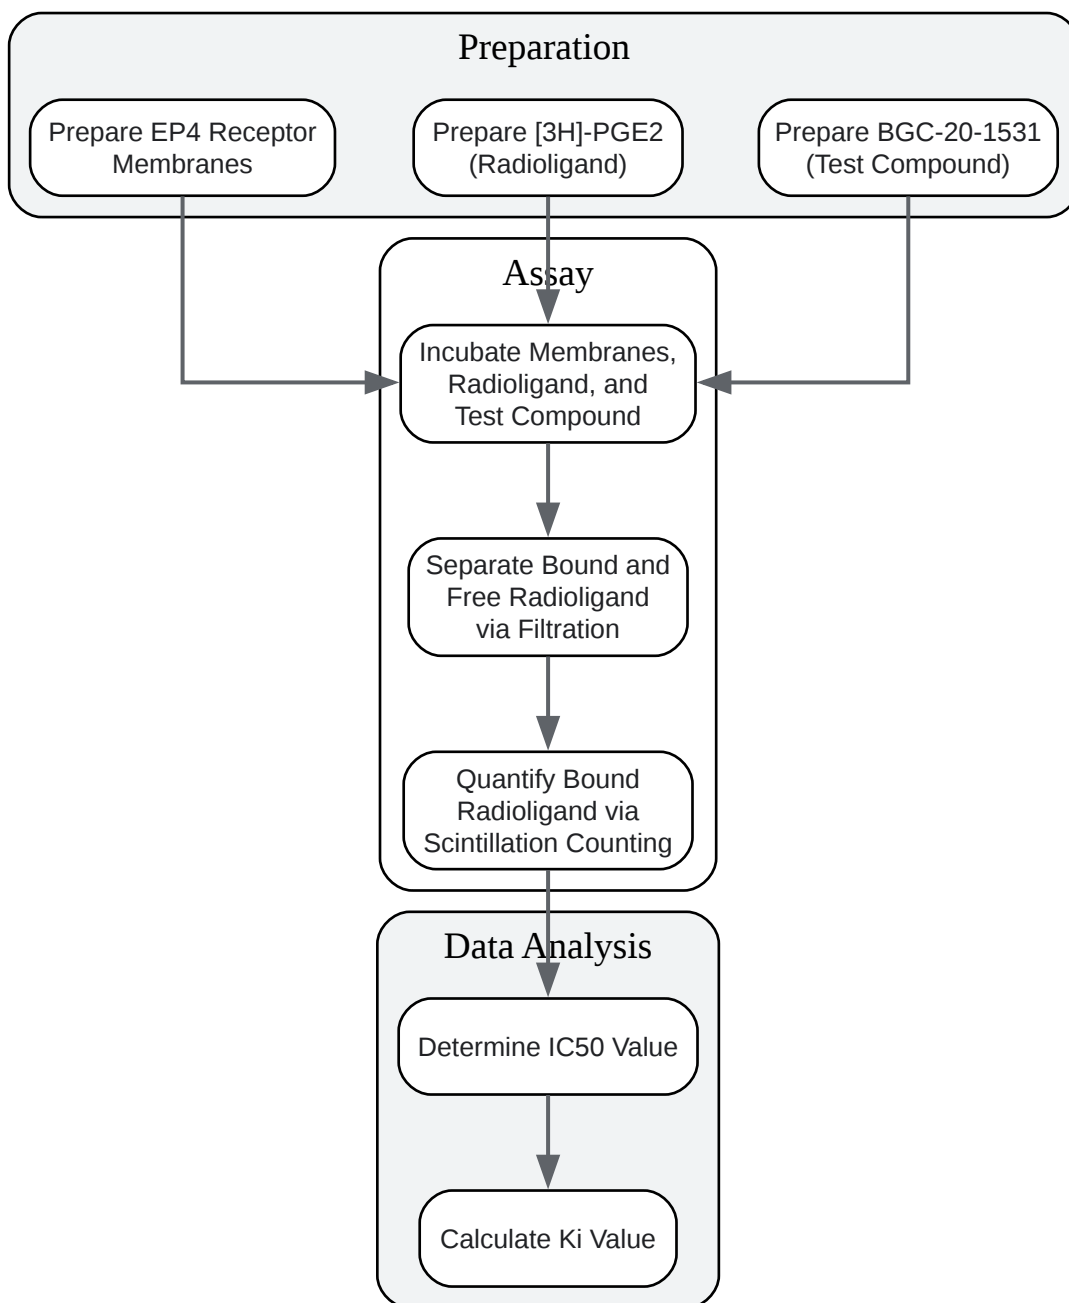 Preparation
Prepare EP4 Receptor
Membranes
Prepare [3H]-PGE2
(Radioligand)
Prepare BGC-20-1531
(Test Compound)
Assay
Incubate Membranes,
Radioligand, and
Test Compound
Separate Bound and
Free Radioligand
via Filtration
Quantify Bound
Radioligand via
Scintillation Counting
Data Analysis
Determine IC50 Value
Calculate Ki Value